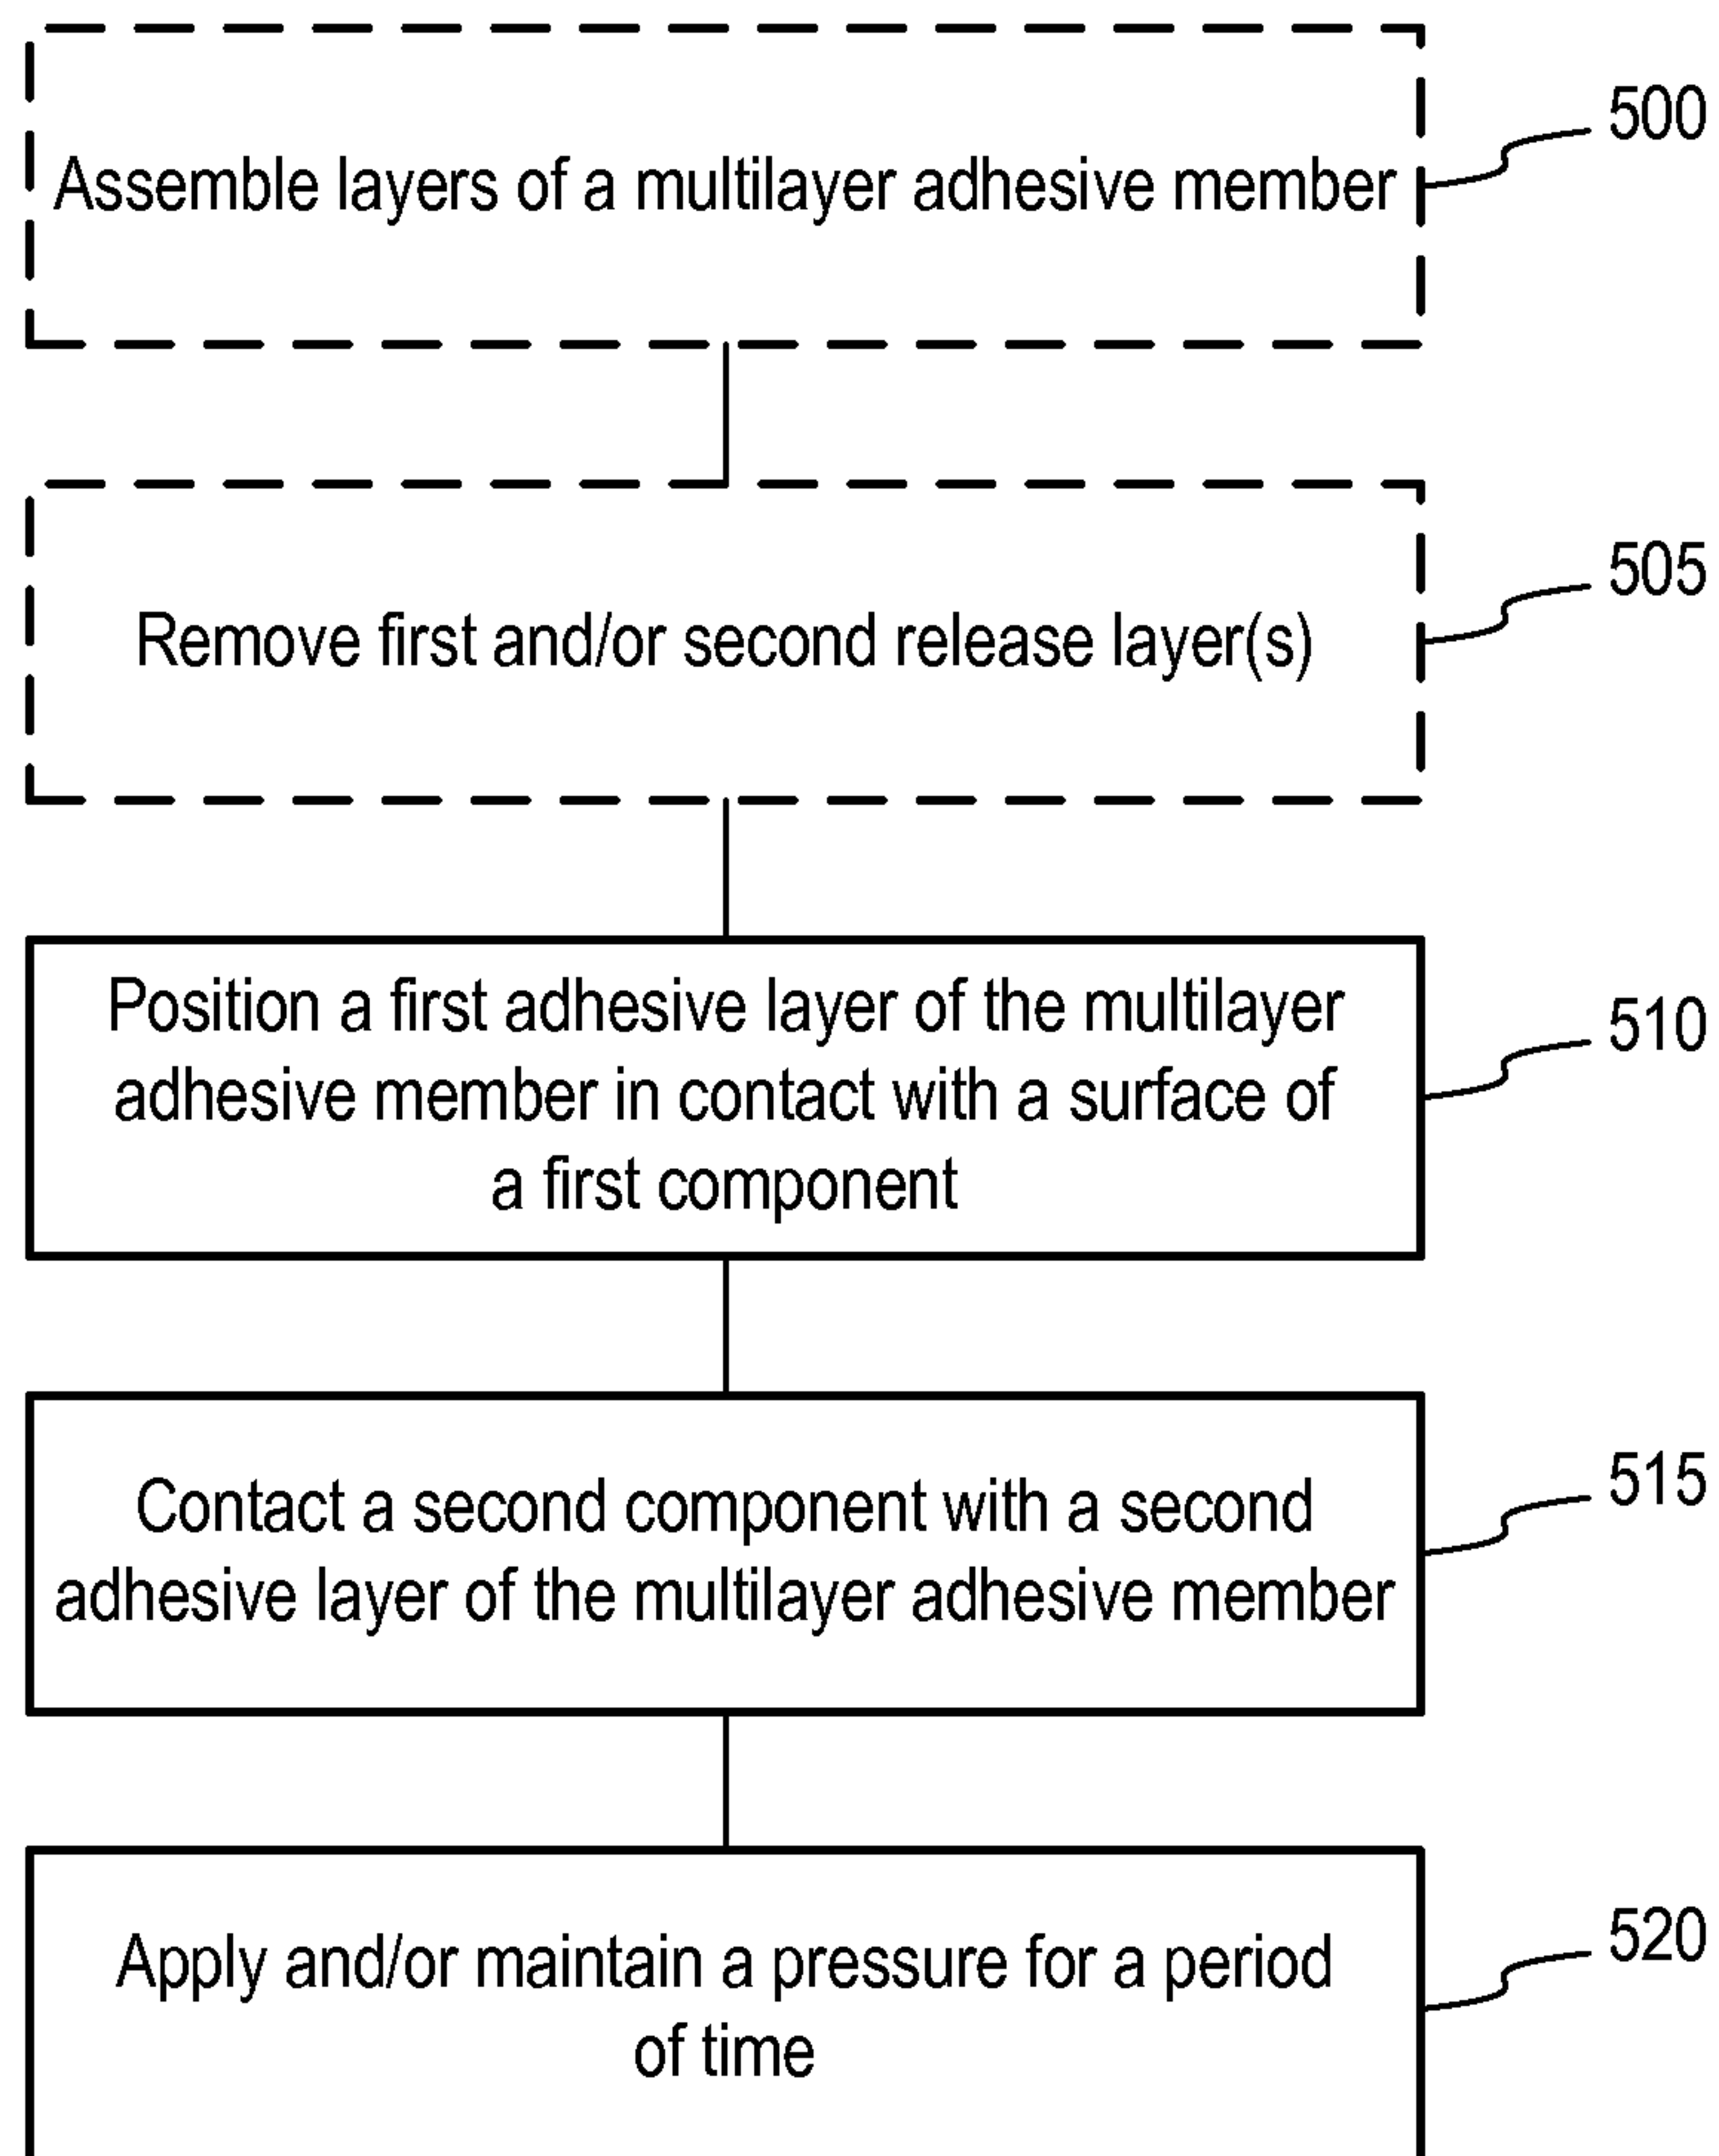 Assemble layers of a multilayer adhesive member
500
Remove first and/or second release layer(s)
505
Position a first adhesive layer of the multilayer
adhesive member in contact with a surface of
a first component
510
Contact a second component with a second
adhesive layer of the multilayer adhesive member
515
Apply and/or maintain a pressure for a period
of time
520